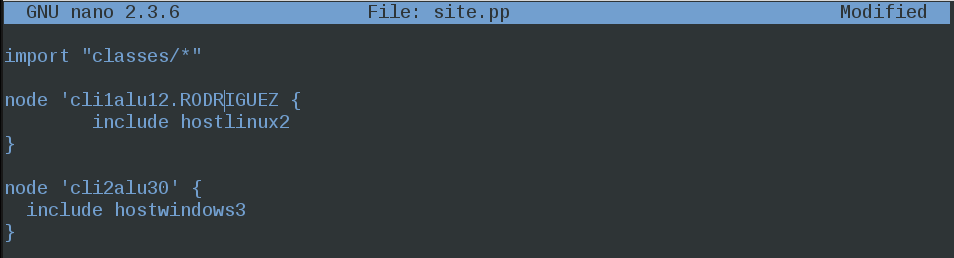 GNU nano 2.3.6 File: site.pp Modified
import "classes/*"
node 'cli1alu12.RODRIGUEZ {
include hostlinux2
}
node 'cli2alu30' {
include hostwindows3
}